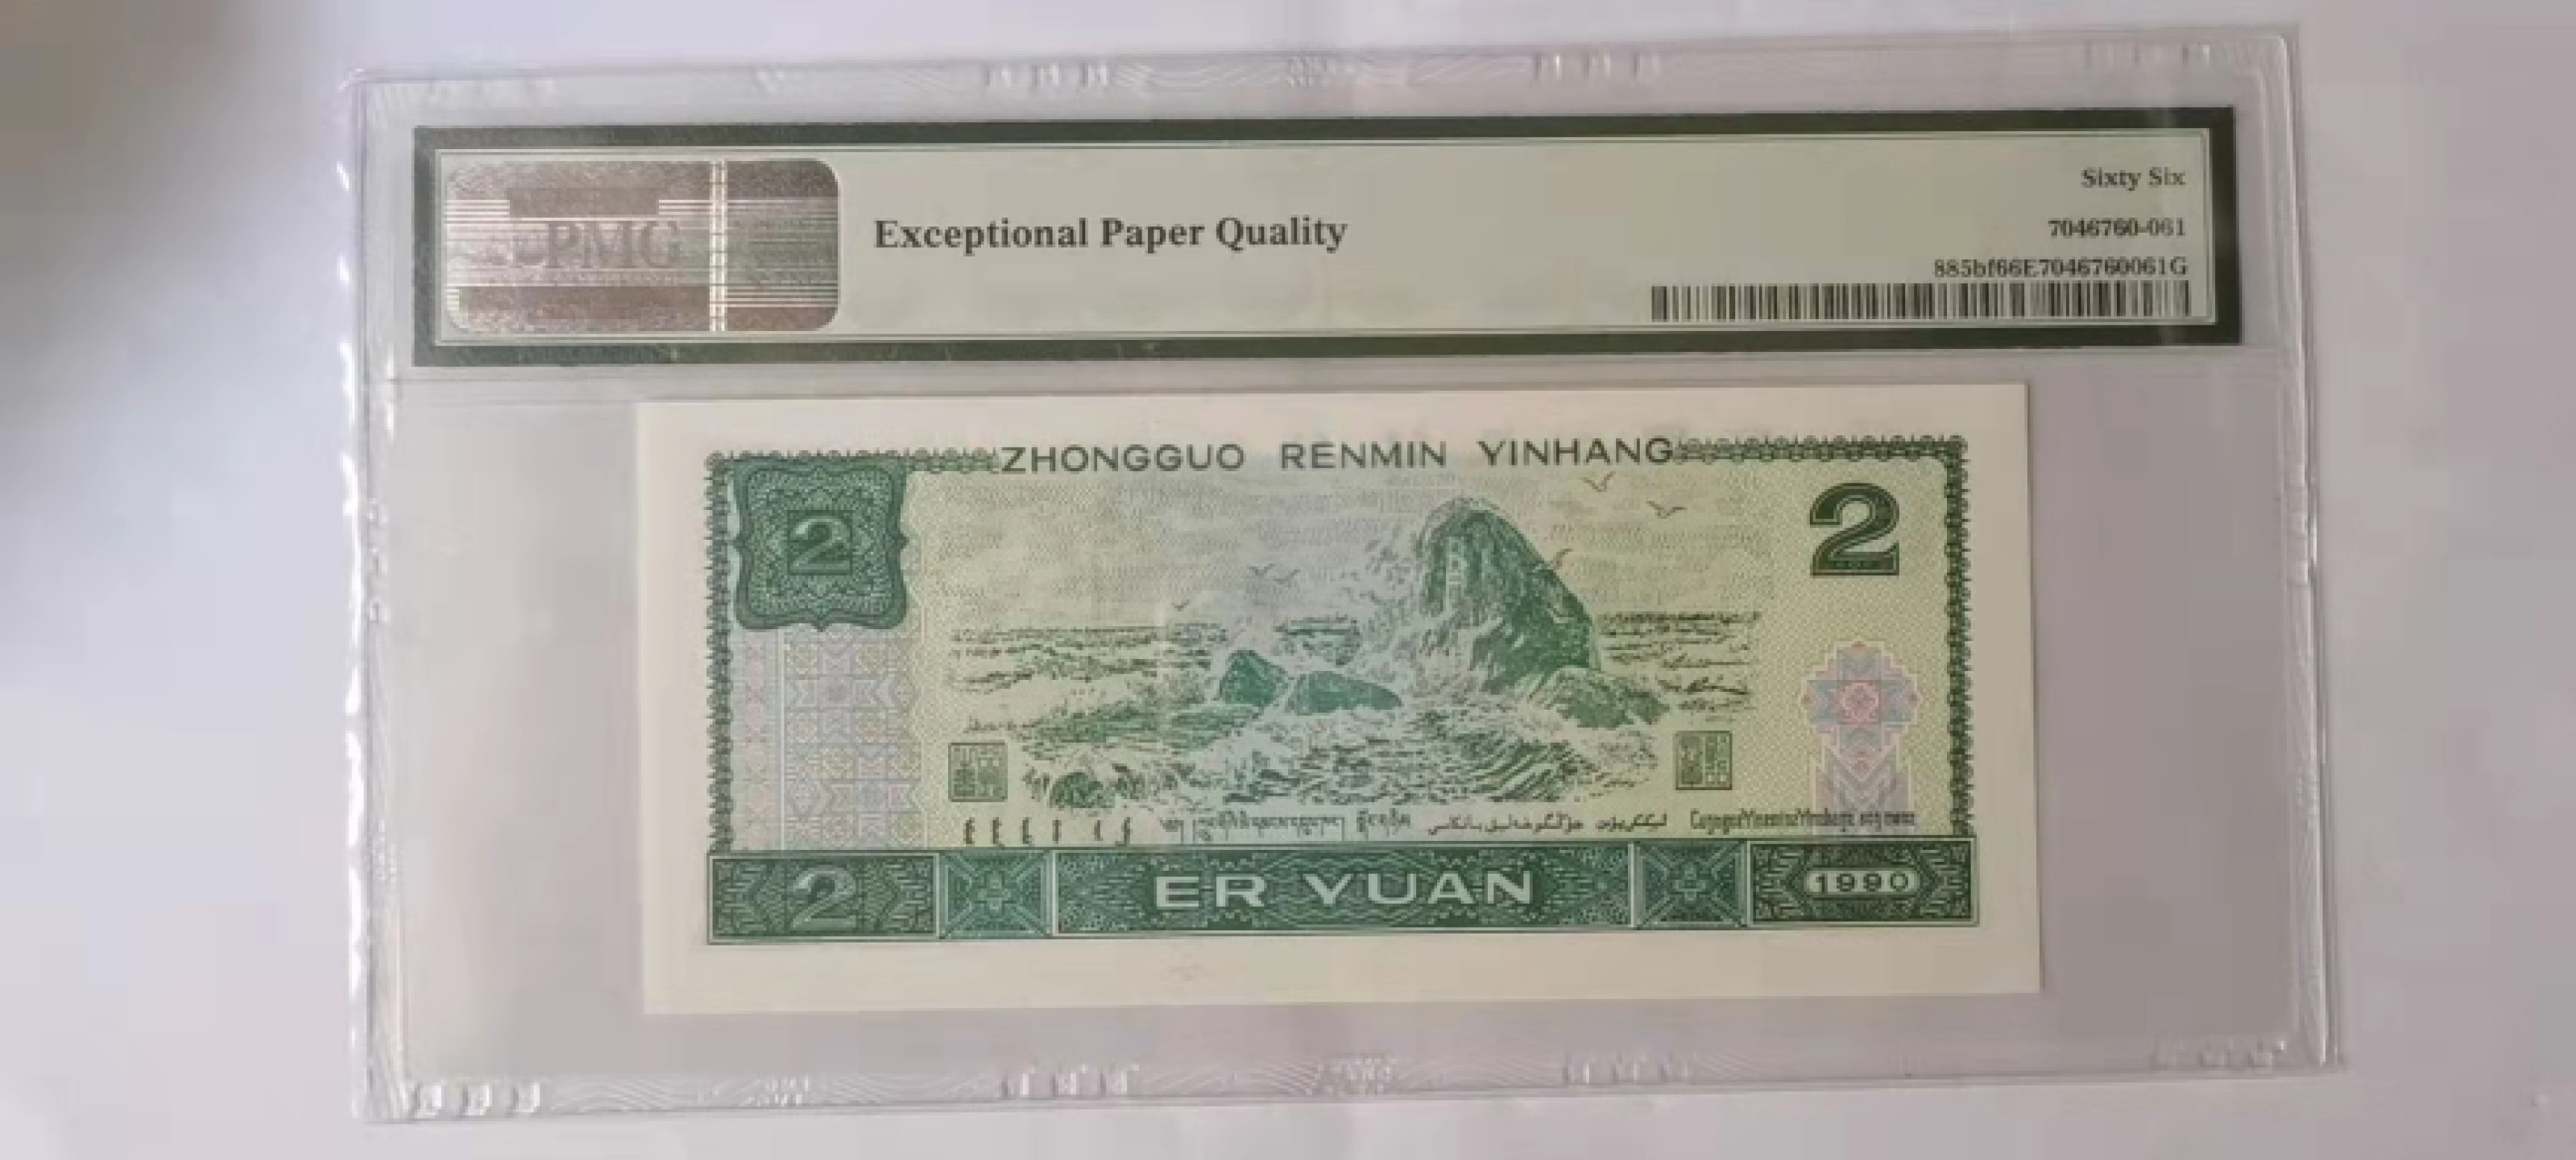 PMG
Exceptional Paper Quality
Sixty Six
7046760-061
885bf66E7046760061G
ZHONGGUO RENMIN YINHANG
2
2
2
ER YUAN
1990